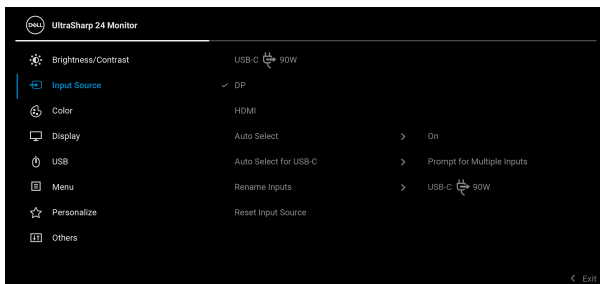 DELL UltraSharp 24 Monitor
Brightness/Contrast USB-C 90W
Input Source DP
Color HDMI
Display Auto Select On
USB Auto Select for USB-C Prompt for Multiple Inputs
Menu Rename Inputs USB-C 90W
Personalize Reset Input Source
Others
Exit